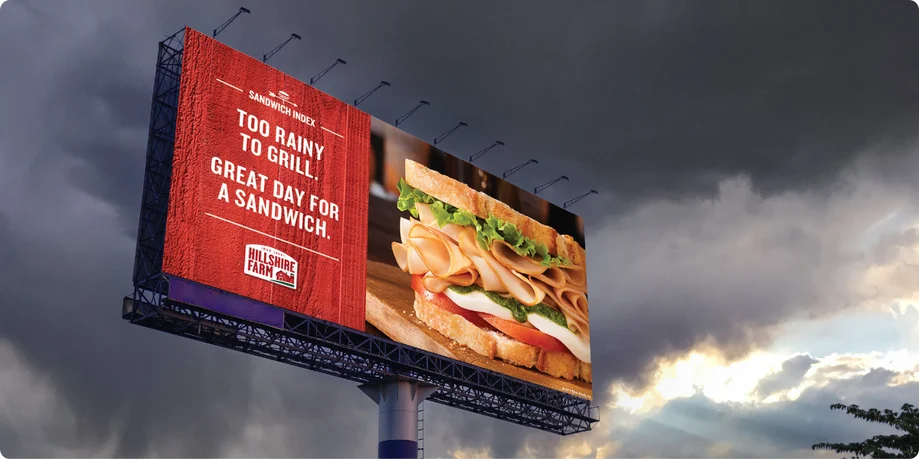 SANDWICH INDEX
TOO RAINY
TO GRILL.
GREAT DAY FOR
A SANDWICH.
HILLSHIRE
FARM